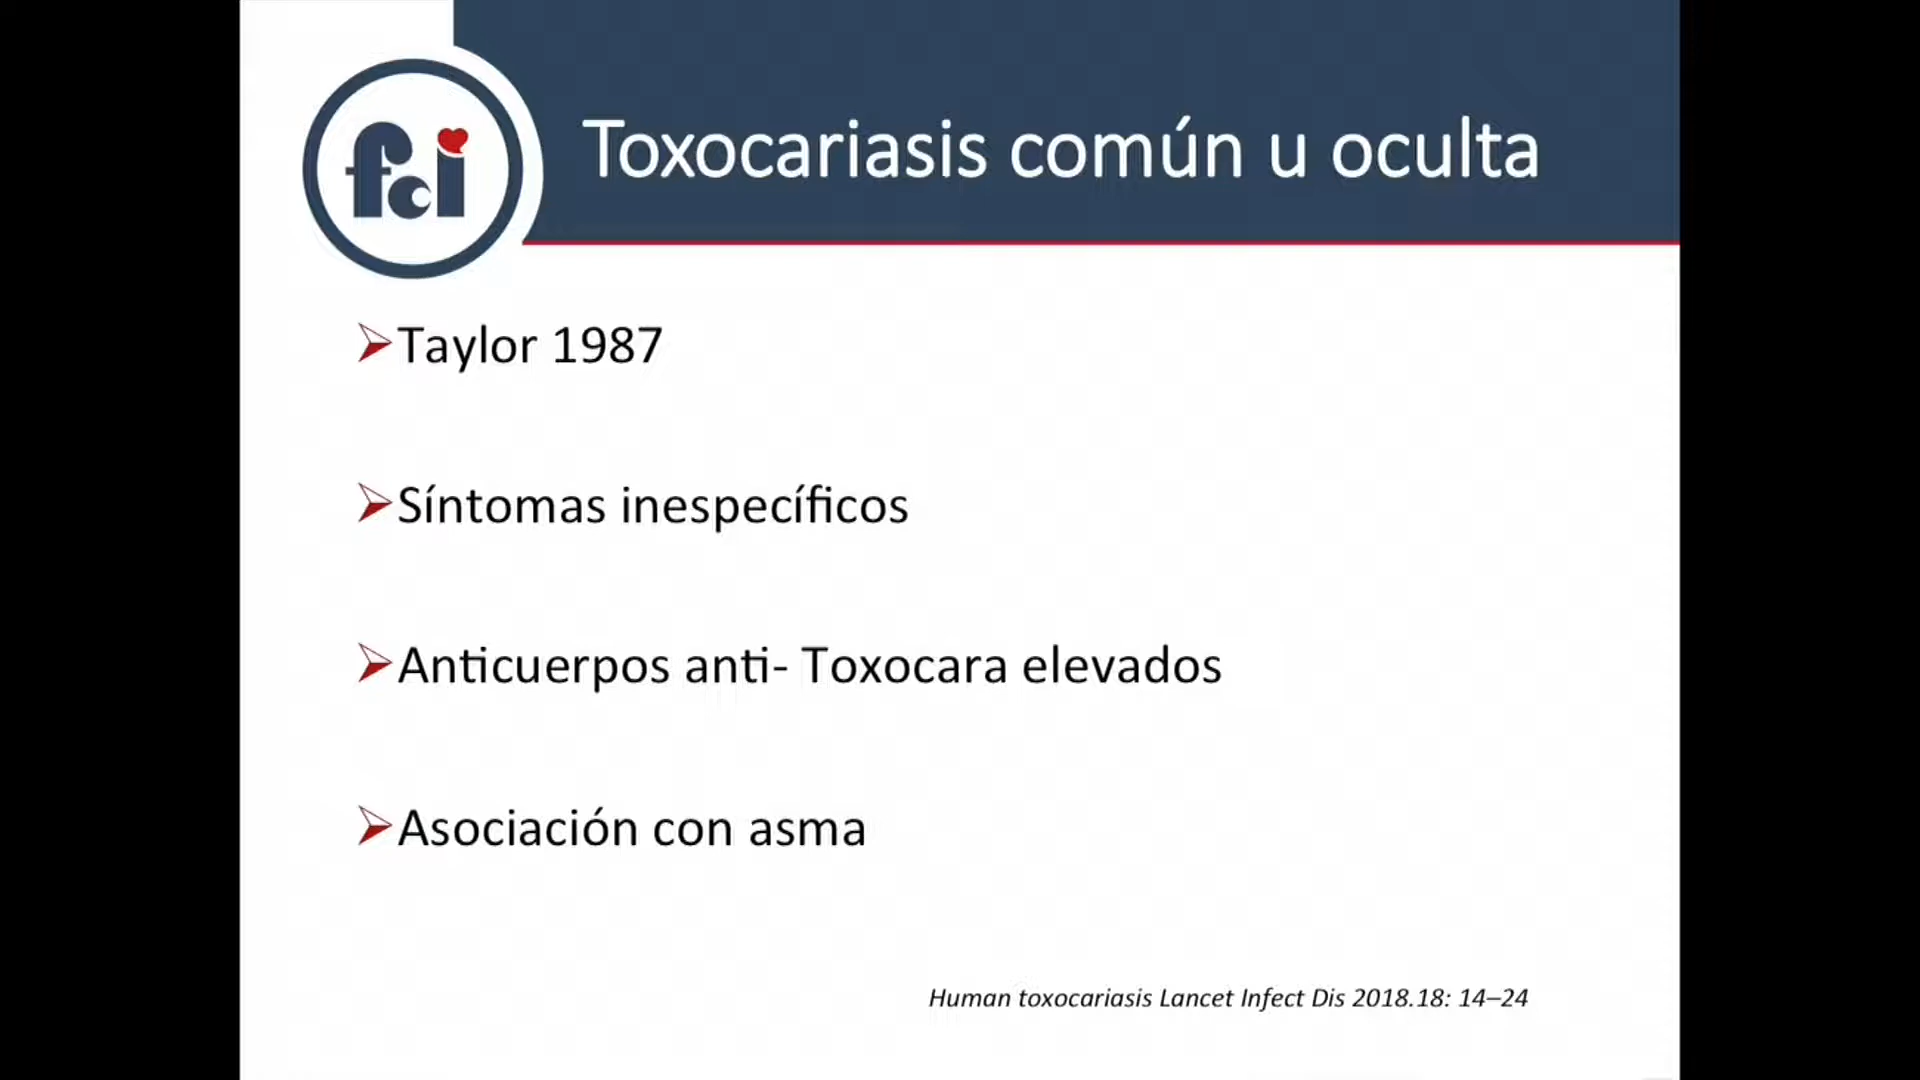 fci
Toxocariasis común u oculta
Taylor 1987
Síntomas inespecíficos
Anticuerpos anti- Toxocara elevados
Asociación con asma
Human toxocariasis Lancet Infect Dis 2018.18: 14–24